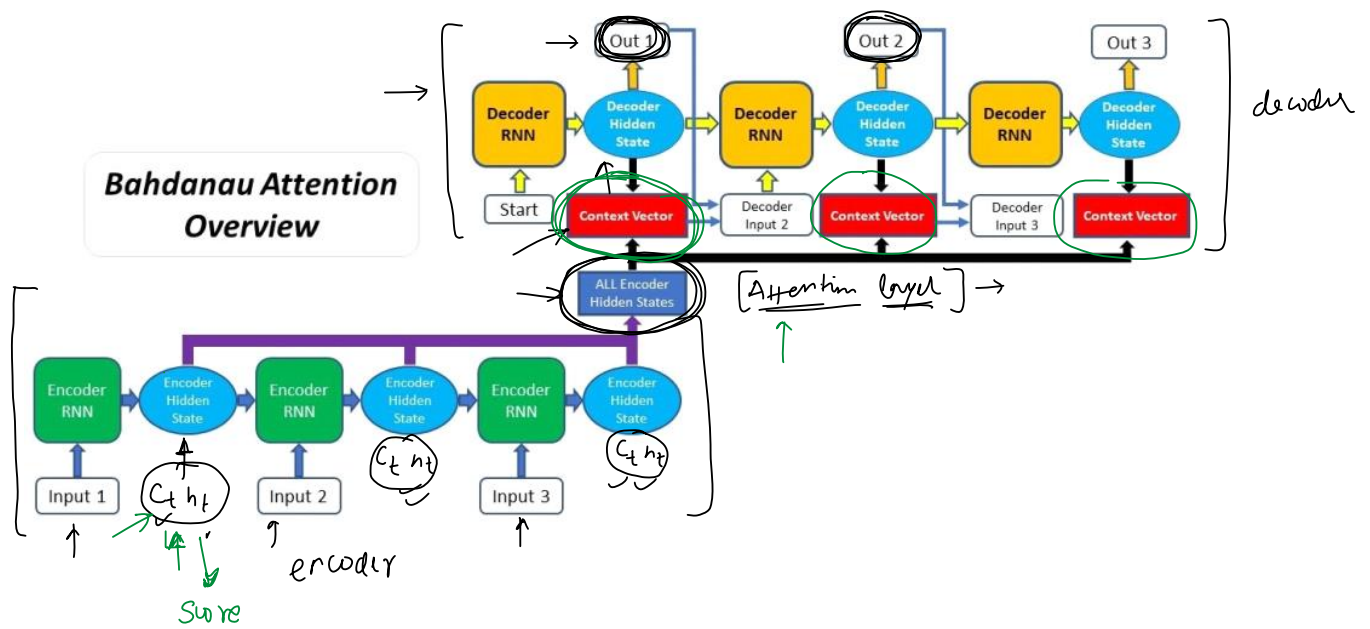 Out 1
Out 2
Out 3
Decoder
RNN
Decoder
Hidden
State
Decoder
RNN
Decoder
Hidden
State
Decoder
RNN
Decoder
Hidden
State
decoder
Bahdanau Attention
Overview
Start
Context Vector
Decoder
Input 2
Context Vector
Decoder
Input 3
Context Vector
ALL Encoder
Hidden States
[Attention layer]
Encoder
RNN
Encoder
Hidden
State
Encoder
RNN
Encoder
Hidden
State
Encoder
RNN
Encoder
Hidden
State
Ct ht
Ct ht
Input 1
Ct ht
Input 2
Input 3
encoder
Score